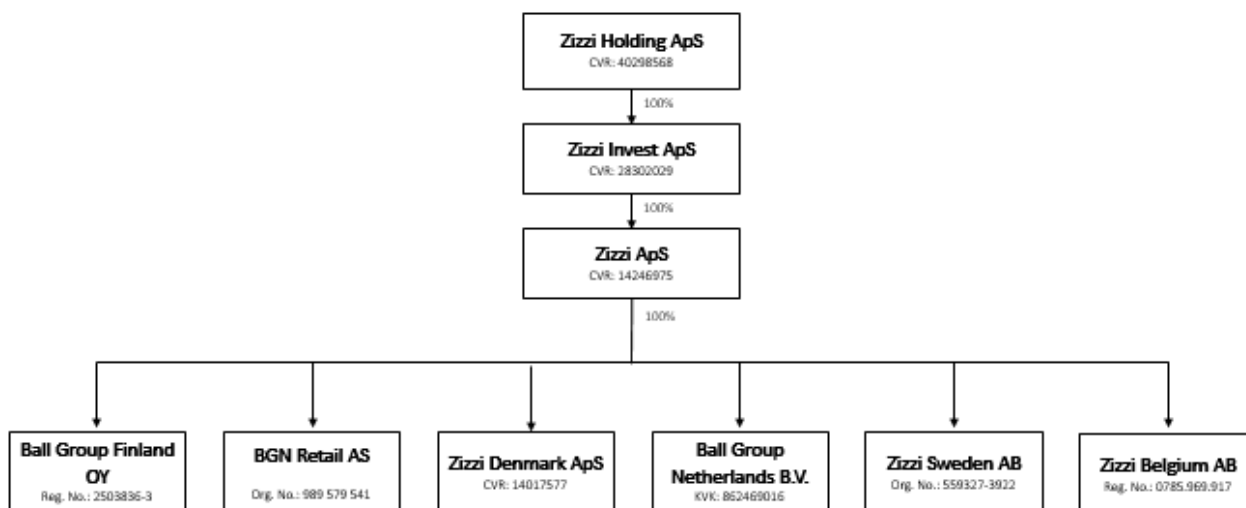 Zizzi Holding ApS
CVR: 40298568
100%
Zizzi Invest ApS
CVR: 28302029
100%
Zizzi ApS
CVR: 14246975
100%
Ball Group Finland
OY
Reg. No.: 2503836-3
BGN Retail AS
Org. No.: 989 579 541
Zizzi Denmark ApS
CVR: 14017577
Ball Group
Netherlands B.V.
KVK: 862469016
Zizzi Sweden AB
Org. No.: 559327-3922
Zizzi Belgium AB
Reg. No.: 0785.969.917